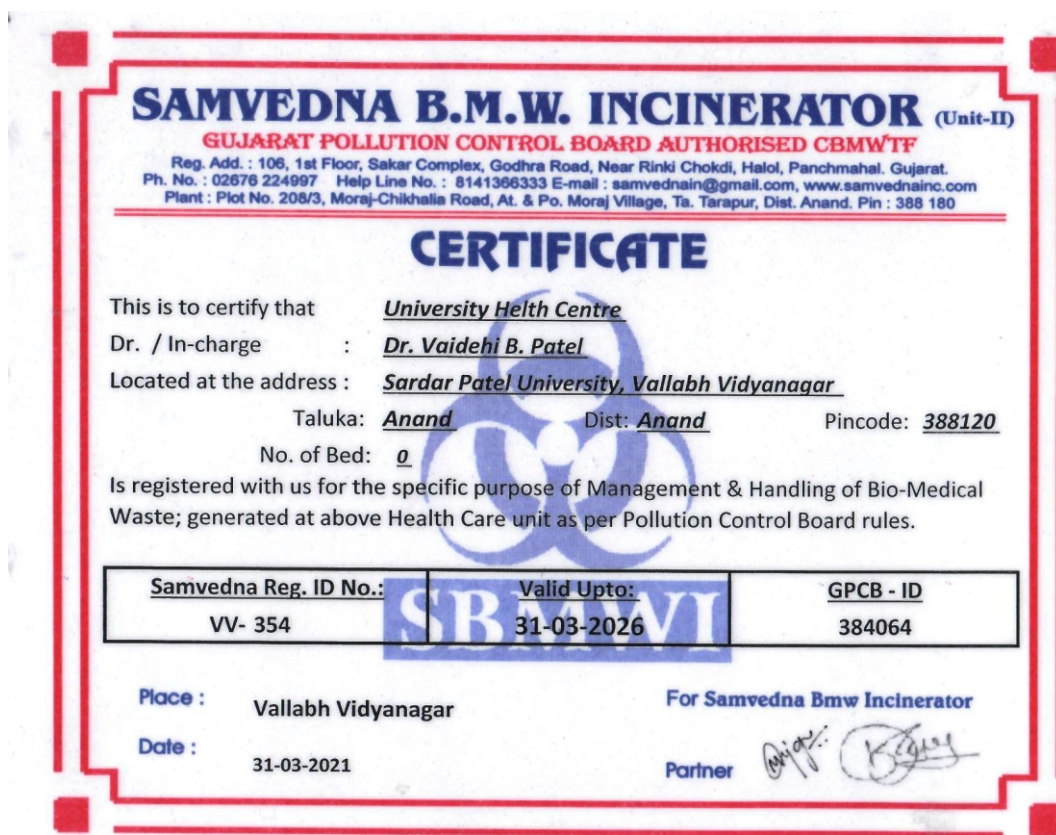 SAMVEDNA B.M.W. INCINERATOR (Unit-II)
GUJARAT POLLUTION CONTROL BOARD AUTHORISED CBMWTF
Reg. Add. : 106, 1st Floor, Sakar Complex, Godhra Road, Near Rinki Chokdi, Halol, Panchmahal. Gujarat.
Ph. No. : 02676 224997 Help Line No. : 8141366333 E-mail : samvednain@gmail.com, www.samvednainc.com
Plant : Plot No. 208/3, Moraj-Chikhalia Road, At. & Po. Moraj Village, Ta. Tarapur, Dist. Anand. Pin : 388 180
CERTIFICATE
This is to certify that University Helth Centre
Dr. / In-charge : Dr. Vaidehi B. Patel
Located at the address : Sardar Patel University, Vallabh Vidyanagar
Taluka: Anand Dist: Anand Pincode: 388120
No. of Bed: 0
Is registered with us for the specific purpose of Management & Handling of Bio-Medical
Waste; generated at above Health Care unit as per Pollution Control Board rules.
Samvedna Reg. ID No.: Valid Upto: GPCB - ID
VV- 354 31-03-2026 384064
SBMWI
Place : Vallabh Vidyanagar For Samvedna Bmw Incinerator
Date : 31-03-2021
Partner